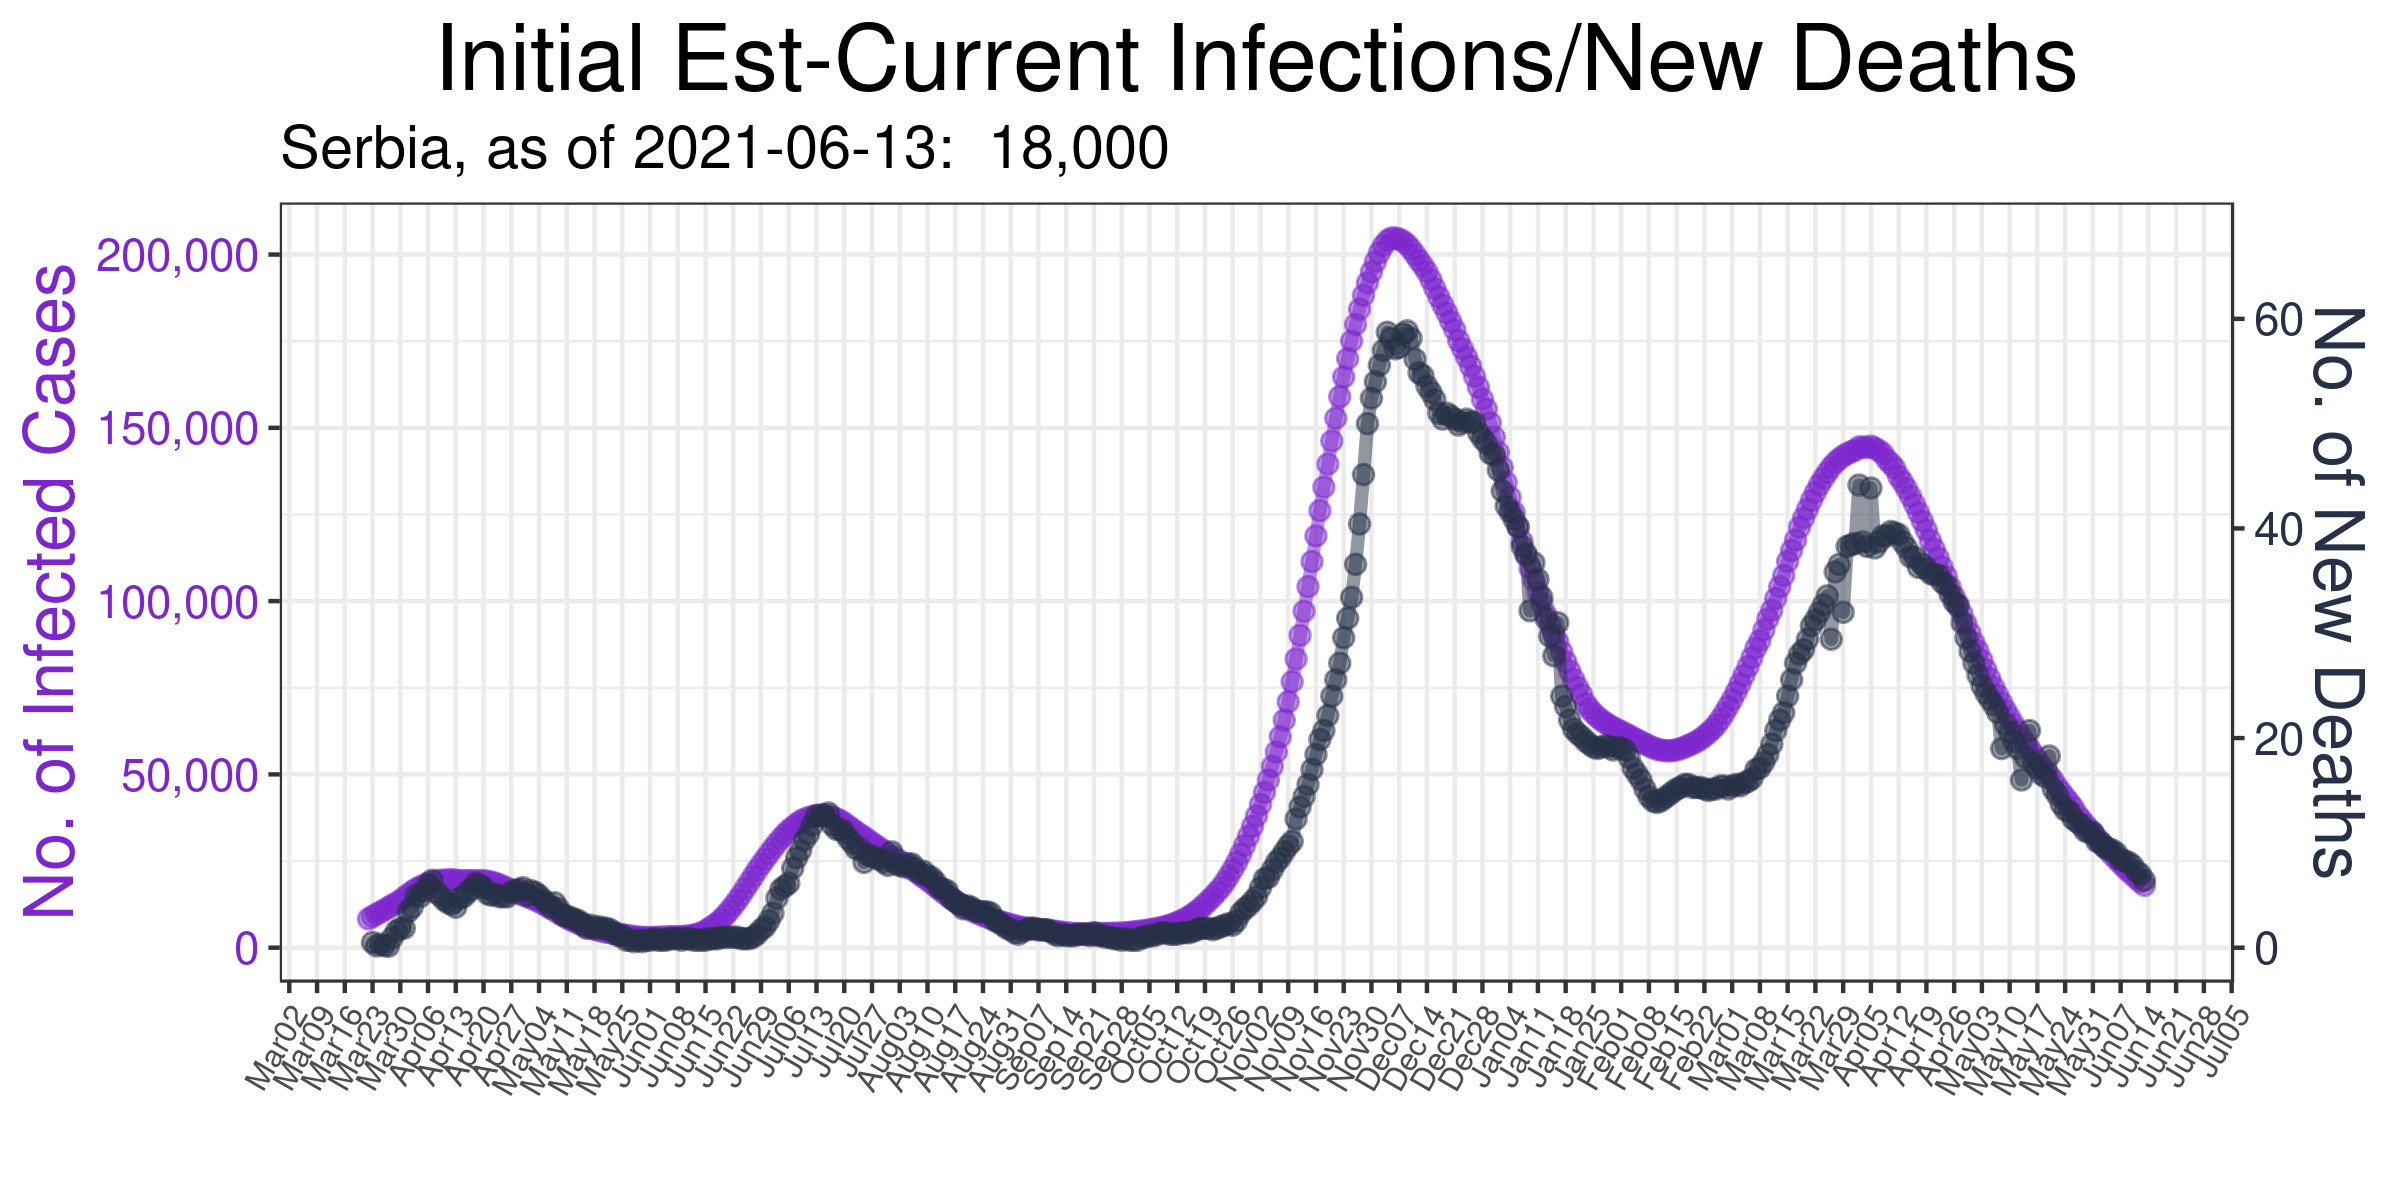 Initial Est-Current Infections/New Deaths
Serbia, as of 2021-06-13:  18,000
No. of Infected Cases
200,000
150,000
100,000
50,000
0
60
40
20
0
No. of New Deaths
Mar02
Mar09
Mar16
Mar23
Mar30
Apr06
Apr13
Apr20
Apr27
May04
May11
May18
May25
Jun01
Jun08
Jun15
Jun22
Jun29
Jul06
Jul13
Jul20
Jul27
Aug03
Aug10
Aug17
Aug24
Aug31
Sep07
Sep14
Sep21
Sep28
Oct05
Oct12
Oct19
Oct26
Nov02
Nov09
Nov16
Nov23
Nov30
Dec07
Dec14
Dec21
Dec28
Jan04
Jan11
Jan18
Jan25
Feb01
Feb08
Feb15
Feb22
Mar01
Mar08
Mar15
Mar22
Mar29
Apr05
Apr12
Apr19
Apr26
May03
May10
May17
May24
May31
Jun07
Jun14
Jun21
Jun28
Jul05